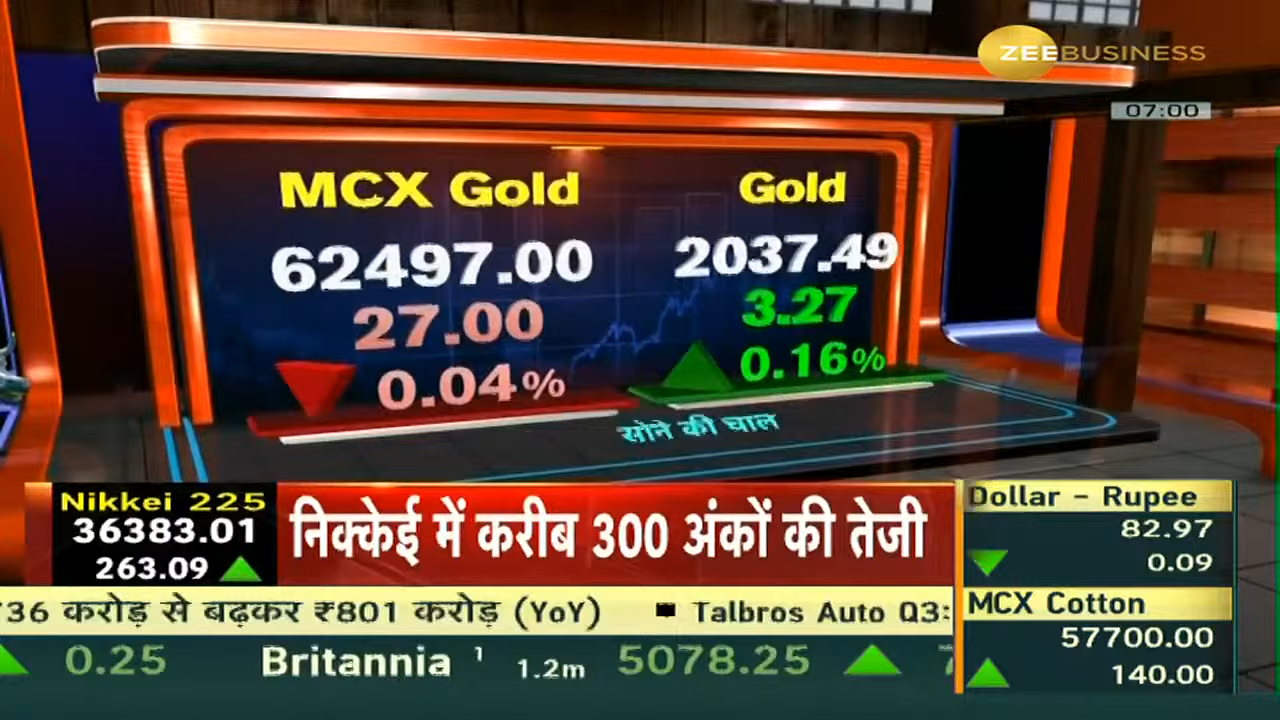 ZEEBUSINESS
07:00
MCX Gold
62497.00
27.00
0.04%
Gold
2037.49
3.27
0.16%
सोने की चाल
Nikkei 225
36383.01
263.09
निक्केई में करीब 300 अंकों की तेजी
Dollar - Rupee
82.97
0.09
MCX Cotton
57700.00
140.00
736 करोड़ से बढ़कर ₹801 करोड़ (YoY) ■ Talbros Auto Q3:
0.25 Britannia 1 1.2m 5078.25